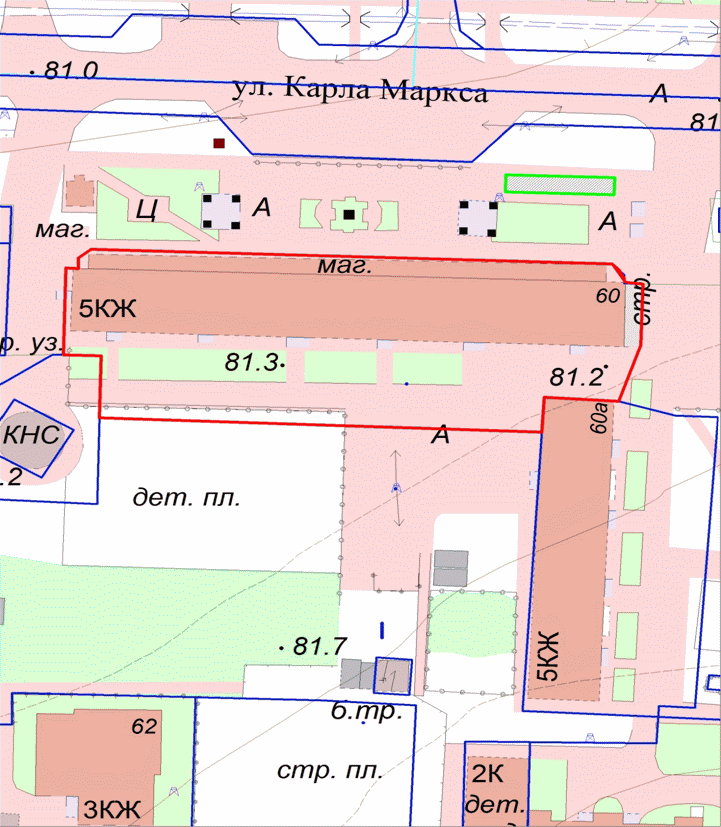 81.0
ул. Карла Маркса
А
81
Ц
А
А
маг.
маг.
стр.
60
5КЖ
р. уз.
81.3
81.2
60а
КНС
.2
А
дет. пл.
81.7
5КЖ
б.тр.
62
стр. пл.
2К
3КЖ
дет.